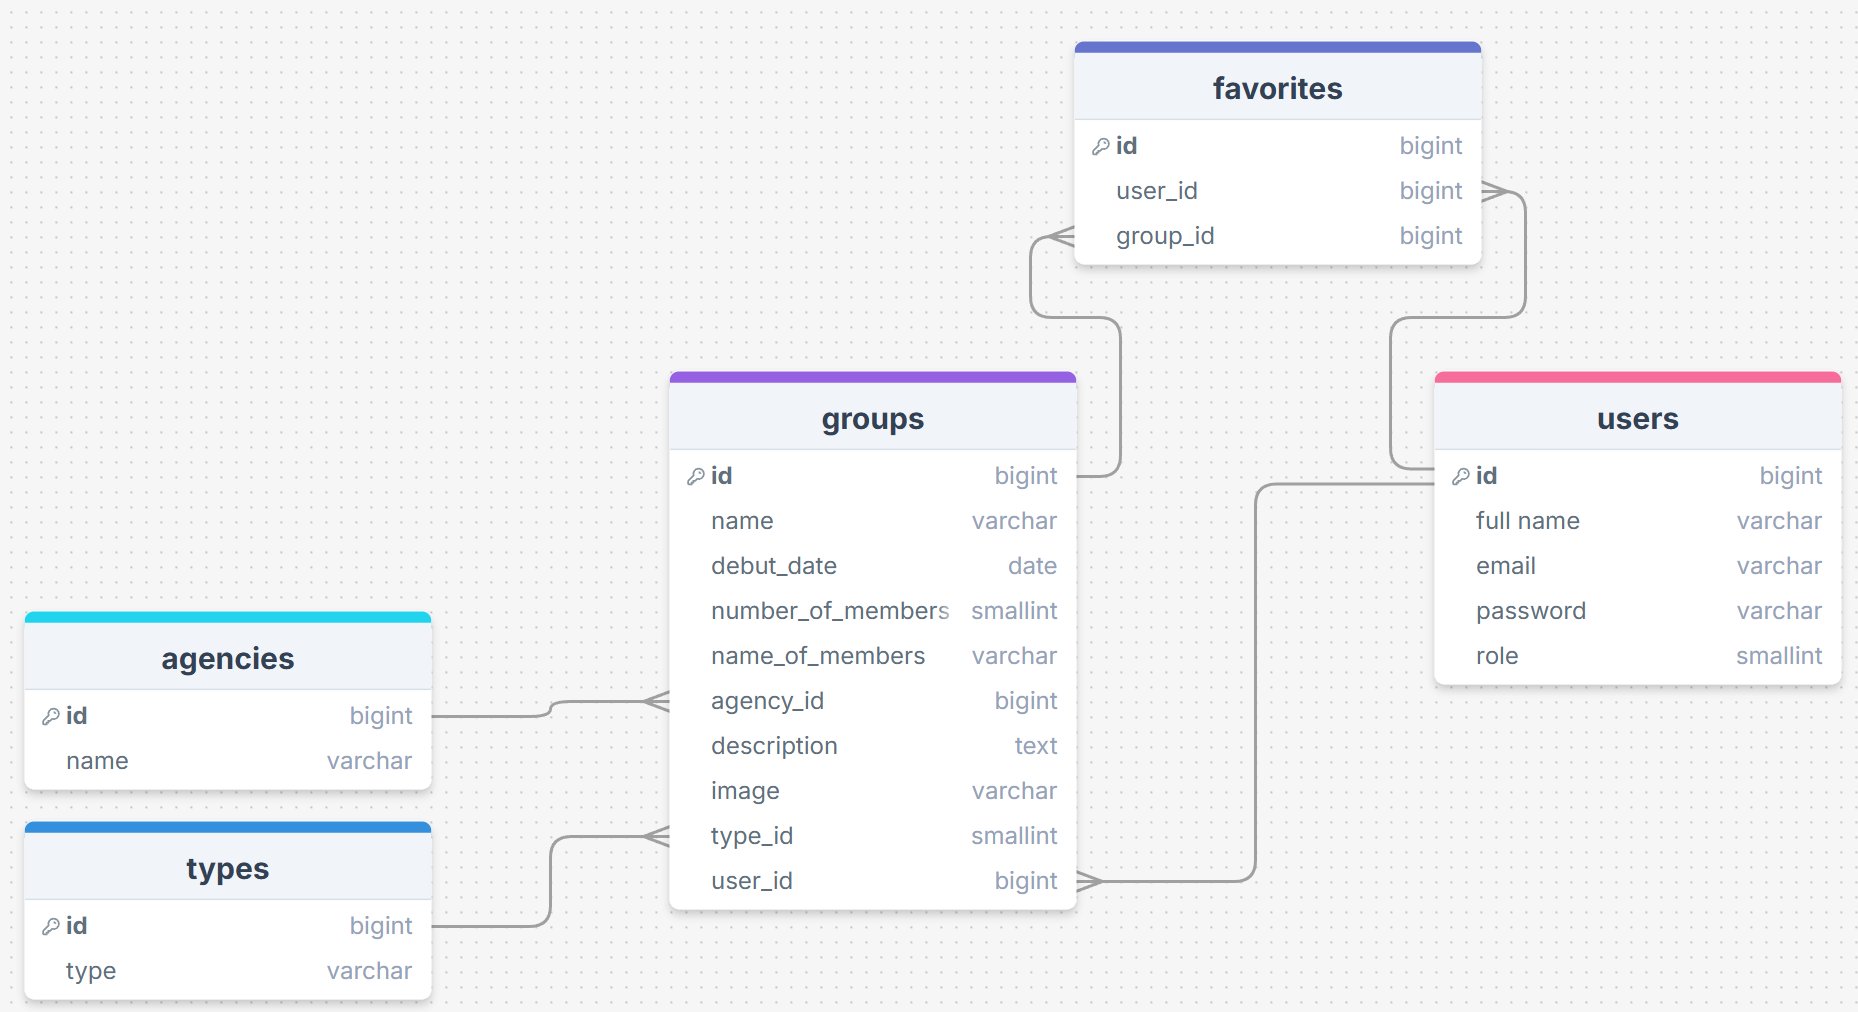 favorites
id bigint
user_id bigint
group_id bigint
groups
id bigint
name varchar
debut_date date
number_of_members smallint
name_of_members varchar
agency_id bigint
description text
image varchar
type_id smallint
user_id bigint
users
id bigint
full name varchar
email varchar
password varchar
role smallint
agencies
id bigint
name varchar
types
id bigint
type varchar